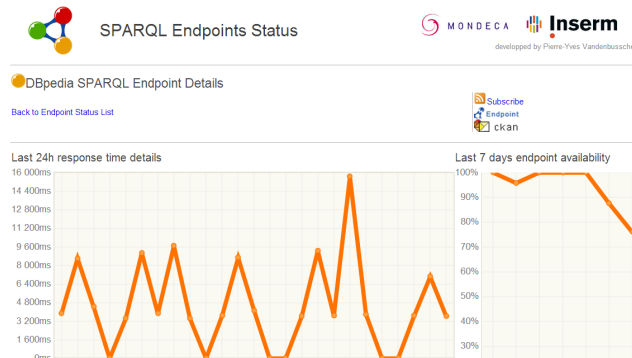 SPARQL Endpoints Status
MONDECA
Inserm
developped by Pierre-Yves Vandenbussche
DBpedia SPARQL Endpoint Details
Back to Endpoint Status List
Subscribe
Endpoint
ckan
Last 24h response time details
16 000ms
14 400ms
12 800ms
11 200ms
9 600ms
8 000ms
6 400ms
4 800ms
3 200ms
1 600ms
0ms
Last 7 days endpoint availability
100%
90%
80%
70%
60%
50%
40%
30%